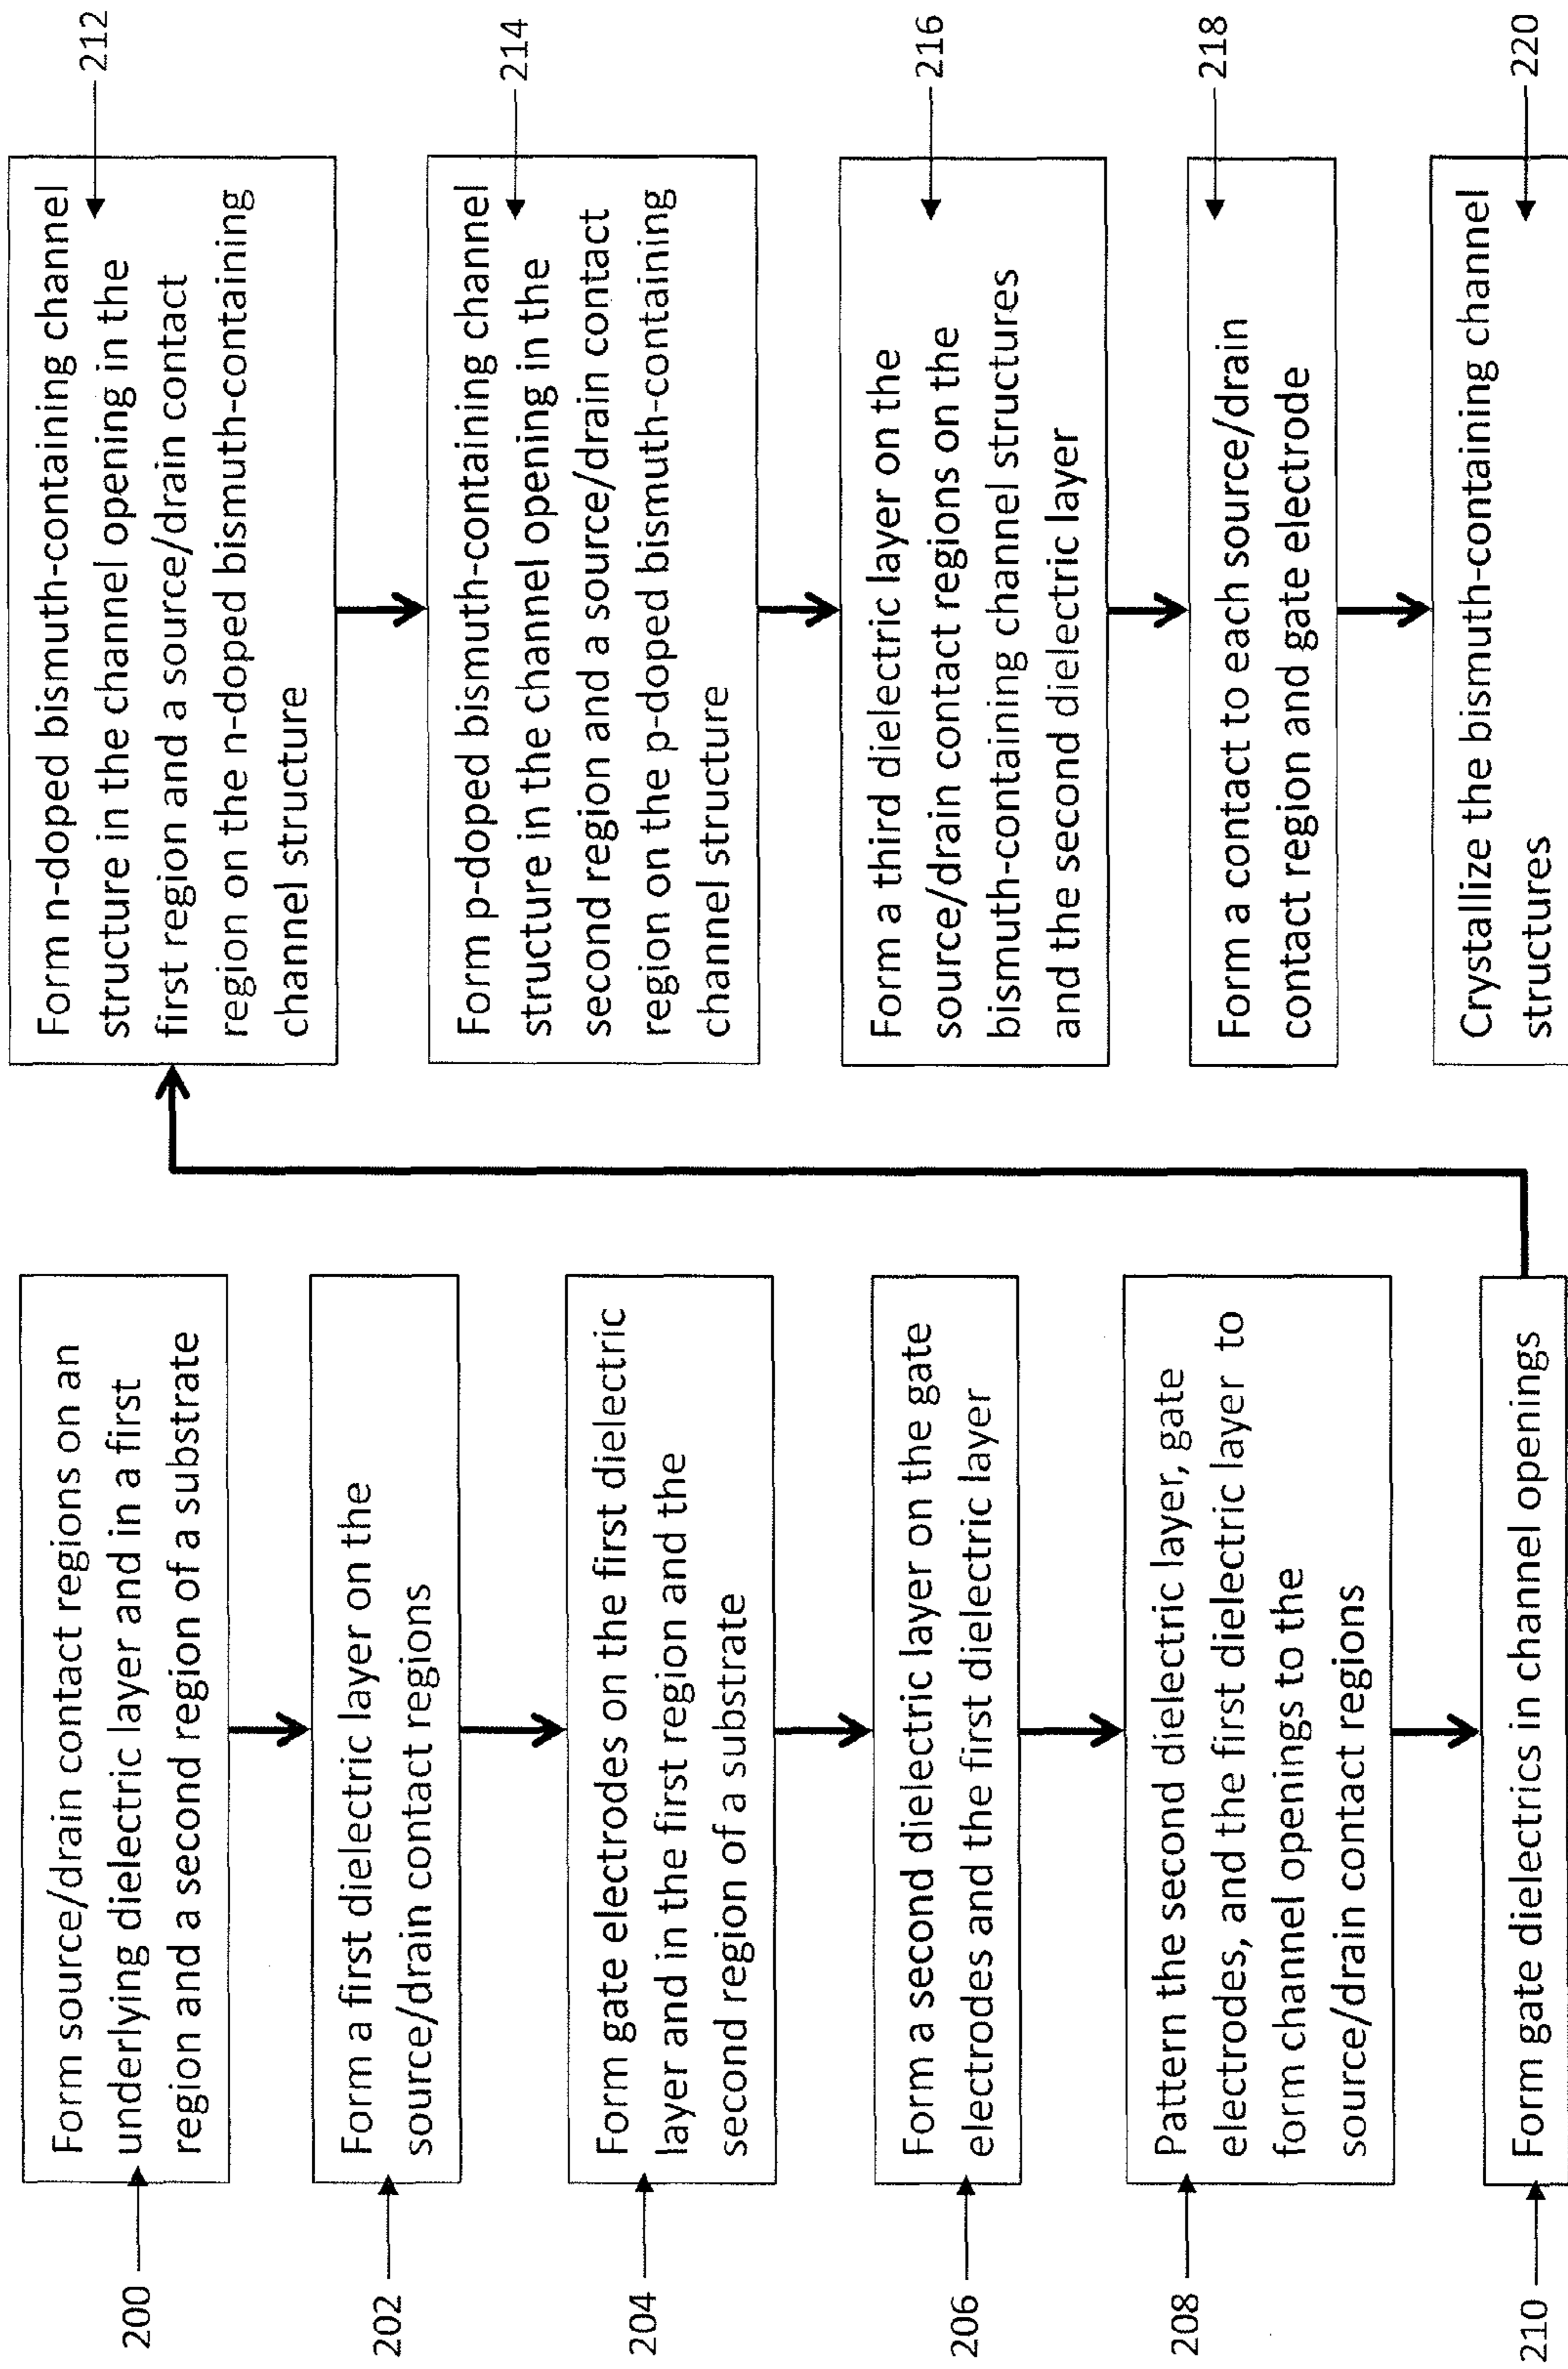 200
Form source/drain contact regions on an
underlying dielectric layer and in a first
region and a second region of a substrate
202
Form a first dielectric layer on the
source/drain contact regions
204
Form gate electrodes on the first dielectric
layer and in the first region and the
second region of a substrate
206
Form a second dielectric layer on the gate
electrodes and the first dielectric layer
208
Pattern the second dielectric layer, gate
electrodes, and the first dielectric layer to
form channel openings to the
source/drain contact regions
210
Form gate dielectrics in channel openings
212
Form n-doped bismuth-containing channel
structure in the channel opening in the
first region and a source/drain contact
region on the n-doped bismuth-containing
channel structure
214
Form p-doped bismuth-containing channel
structure in the channel opening in the
second region and a source/drain contact
region on the p-doped bismuth-containing
channel structure
216
Form a third dielectric layer on the
source/drain contact regions on the
bismuth-containing channel structures
and the second dielectric layer
218
Form a contact to each source/drain
contact region and gate electrode
220
Crystallize the bismuth-containing channel
structures